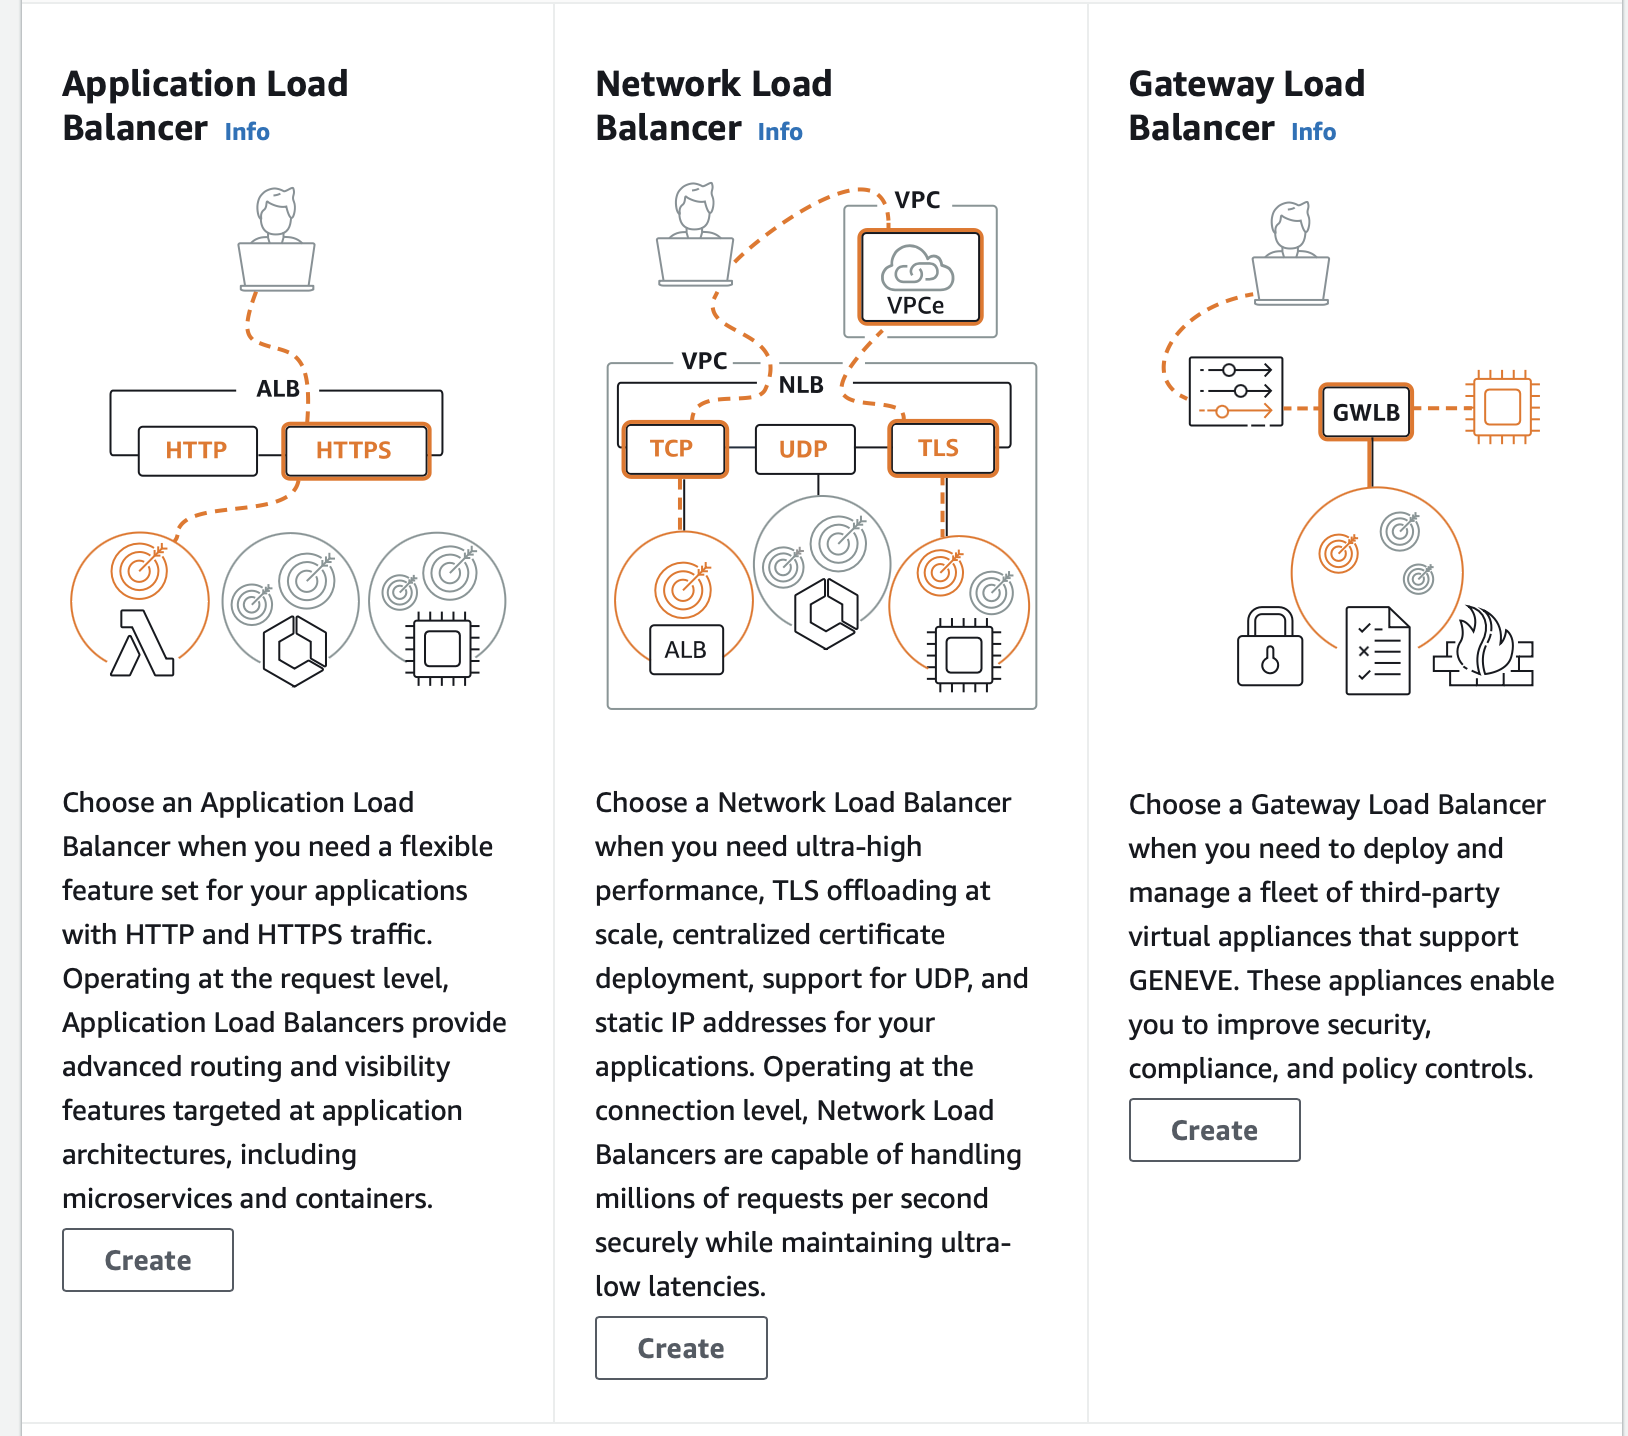 Application Load
Balancer Info
ALB
HTTP
HTTPS
Choose an Application Load
Balancer when you need a flexible
feature set for your applications
with HTTP and HTTPS traffic.
Operating at the request level,
Application Load Balancers provide
advanced routing and visibility
features targeted at application
architectures, including
microservices and containers.
Create
Network Load
Balancer Info
VPC
VPCe
VPC
NLB
TCP
UDP
TLS
ALB
Choose a Network Load Balancer
when you need ultra-high
performance, TLS offloading at
scale, centralized certificate
deployment, support for UDP, and
static IP addresses for your
applications. Operating at the
connection level, Network Load
Balancers are capable of handling
millions of requests per second
securely while maintaining ultra-
low latencies.
Create
Gateway Load
Balancer Info
GWLB
Choose a Gateway Load Balancer
when you need to deploy and
manage a fleet of third-party
virtual appliances that support
GENEVE. These appliances enable
you to improve security,
compliance, and policy controls.
Create